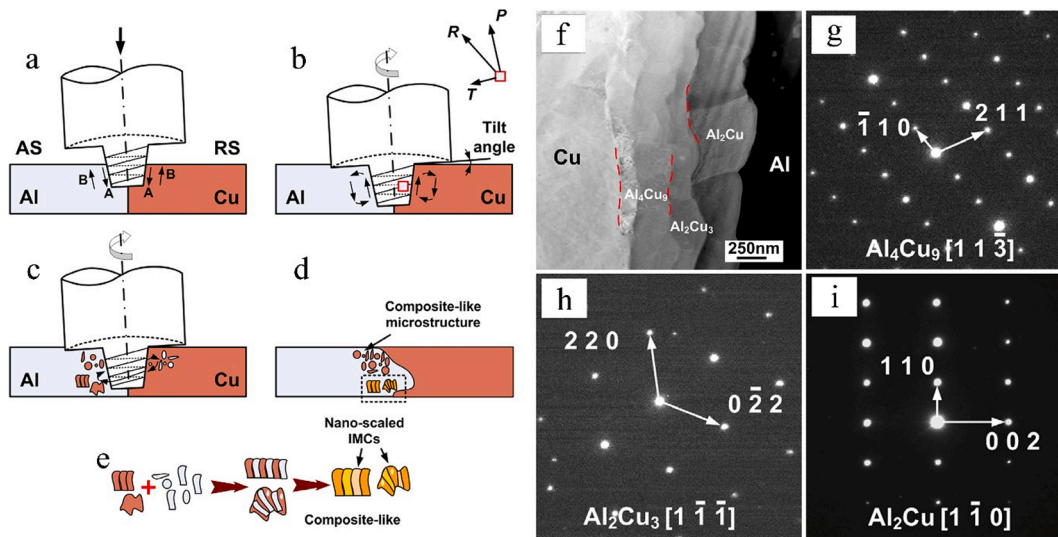 a
AS
RS
B
A
A
B
Al
Cu
b
R
P
T
Tilt
angle
Al
Cu
c
Al
Cu
d
Composite-like
microstructure
Nano-scaled
IMCs
e
+
Composite-like
f
Cu
Al₄Cu₉
Al₂Cu₃
Al₂Cu
Al
250nm
g
1̅ 1 0
2 1 1
Al₄Cu₉ [1 1 3̅]
h
2 2 0
0 2̅ 2
Al₂Cu₃ [1 1̅ 1̅]
i
1 1 0
0 0 2
Al₂Cu [1 1̅ 0]